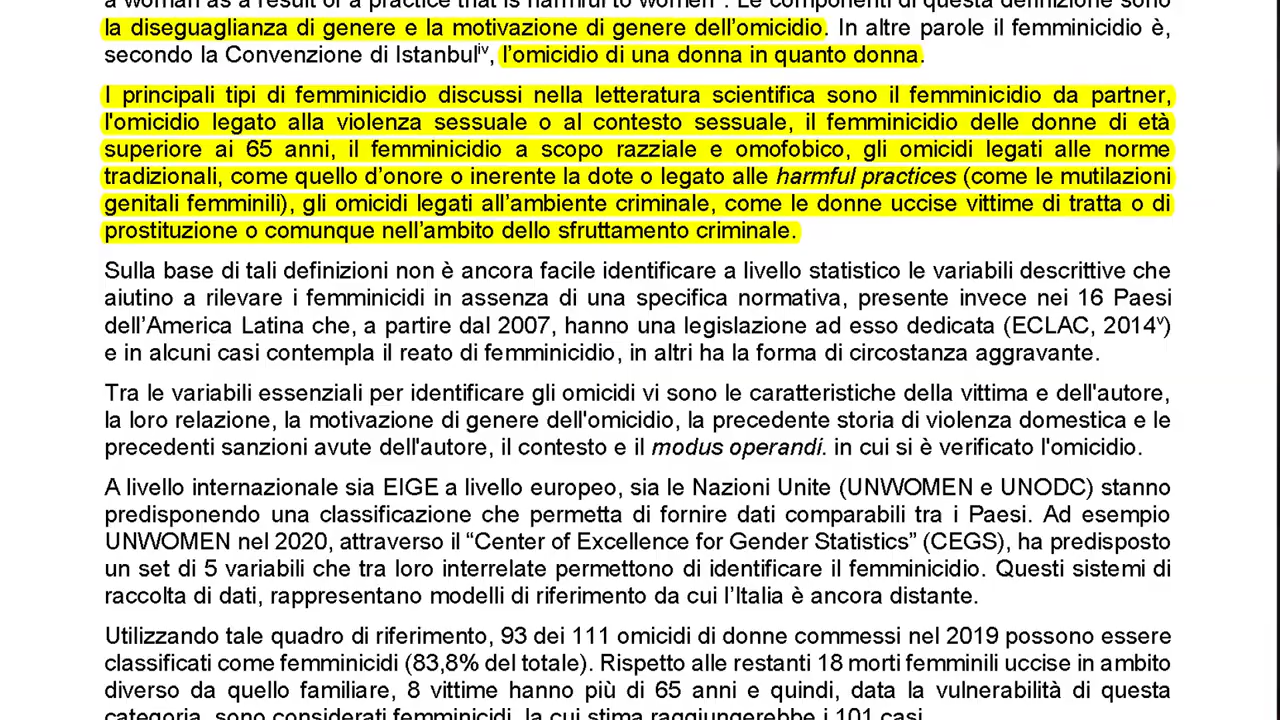 a woman as a result of a practice that is harmful to women". Le componenti di questa definizione sono
la diseguaglianza di genere e la motivazione di genere dell'omicidio. In altre parole il femminicidio è,
secondo la Convenzione di Istanbul^iv, l'omicidio di una donna in quanto donna.
I principali tipi di femminicidio discussi nella letteratura scientifica sono il femminicidio da partner,
l'omicidio legato alla violenza sessuale o al contesto sessuale, il femminicidio delle donne di età
superiore ai 65 anni, il femminicidio a scopo razziale e omofobico, gli omicidi legati alle norme
tradizionali, come quello d'onore o inerente la dote o legato alle harmful practices (come le mutilazioni
genitali femminili), gli omicidi legati all'ambiente criminale, come le donne uccise vittime di tratta o di
prostituzione o comunque nell'ambito dello sfruttamento criminale.
Sulla base di tali definizioni non è ancora facile identificare a livello statistico le variabili descrittive che
aiutino a rilevare i femminicidi in assenza di una specifica normativa, presente invece nei 16 Paesi
dell'America Latina che, a partire dal 2007, hanno una legislazione ad esso dedicata (ECLAC, 2014^v)
e in alcuni casi contempla il reato di femminicidio, in altri ha la forma di circostanza aggravante.
Tra le variabili essenziali per identificare gli omicidi vi sono le caratteristiche della vittima e dell'autore,
la loro relazione, la motivazione di genere dell'omicidio, la precedente storia di violenza domestica e le
precedenti sanzioni avute dell'autore, il contesto e il modus operandi. in cui si è verificato l'omicidio.
A livello internazionale sia EIGE a livello europeo, sia le Nazioni Unite (UNWOMEN e UNODC) stanno
predisponendo una classificazione che permetta di fornire dati comparabili tra i Paesi. Ad esempio
UNWOMEN nel 2020, attraverso il "Center of Excellence for Gender Statistics" (CEGS), ha predisposto
un set di 5 variabili che tra loro interrelate permettono di identificare il femminicidio. Questi sistemi di
raccolta di dati, rappresentano modelli di riferimento da cui l'Italia è ancora distante.
Utilizzando tale quadro di riferimento, 93 dei 111 omicidi di donne commessi nel 2019 possono essere
classificati come femminicidi (83,8% del totale). Rispetto alle restanti 18 morti femminili uccise in ambito
diverso da quello familiare, 8 vittime hanno più di 65 anni e quindi, data la vulnerabilità di questa
categoria, sono considerati femminicidi, la cui stima raggiungerebbe i 101 casi.